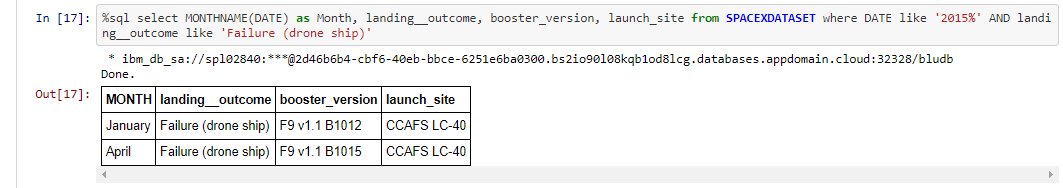 In [17]: %sql select MONTHNAME(DATE) as Month, landing__outcome, booster_version, launch_site from SPACEXDATASET where DATE like '2015%' AND landi
ng__outcome like 'Failure (drone ship)'
* ibm_db_sa://spl02840:***@2d46b6b4-cbf6-40eb-bbce-6251e6ba0300.bs2io90l08kqb1od8lcg.databases.appdomain.cloud:32328/bludb
Done.
Out[17]:
MONTH landing__outcome booster_version launch_site
January Failure (drone ship) F9 v1.1 B1012 CCAFS LC-40
April Failure (drone ship) F9 v1.1 B1015 CCAFS LC-40